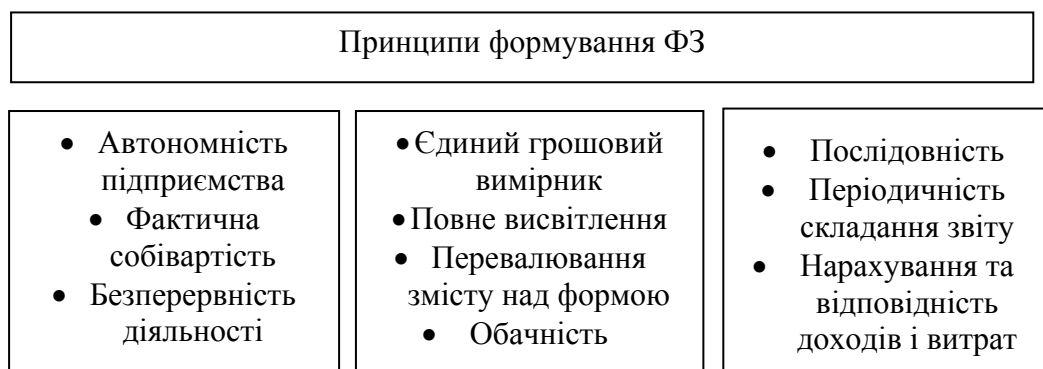 Принципи формування ФЗ
• Автономність
підприємства
• Фактична
собівартість
• Безперервність
діяльності
• Єдиний грошовий
вимірник
• Повне висвітлення
• Перевалювання
змісту над формою
• Обачність
• Послідовність
• Періодичність
складання звіту
• Нарахування та
відповідність
доходів і витрат